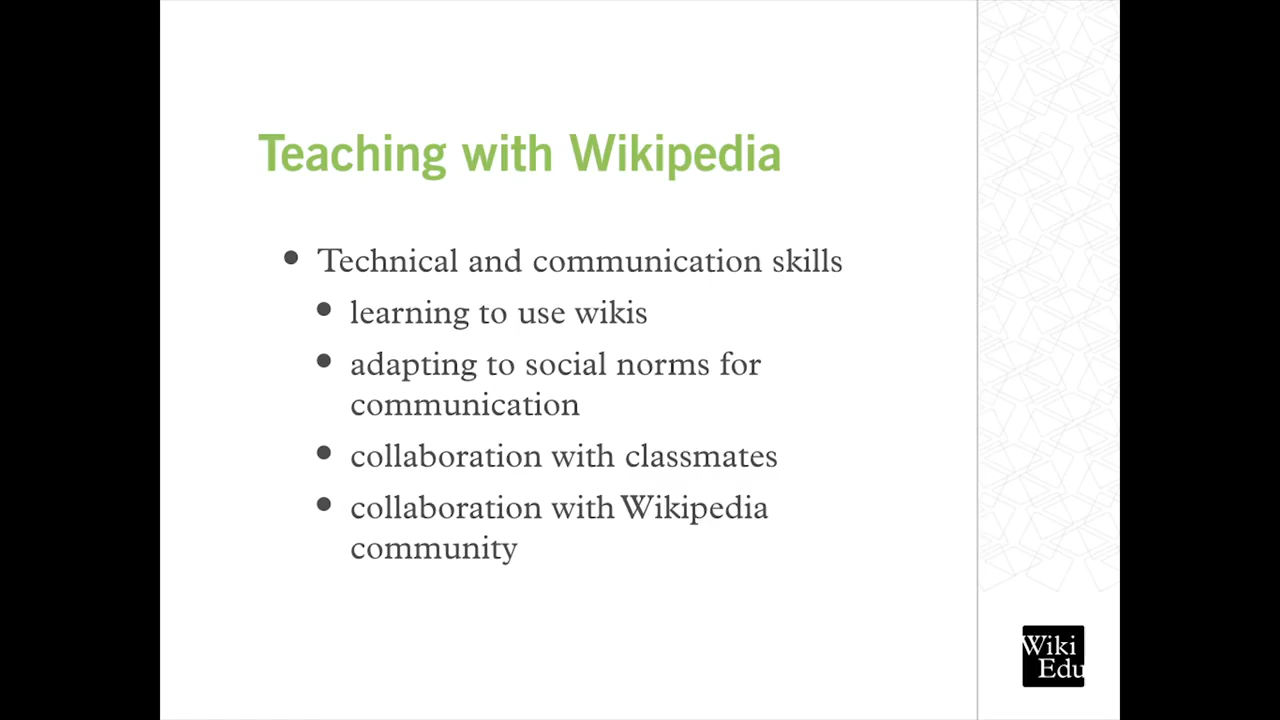 Teaching with Wikipedia
• Technical and communication skills
• learning to use wikis
• adapting to social norms for
communication
• collaboration with classmates
• collaboration with Wikipedia
community
Wiki
Edu